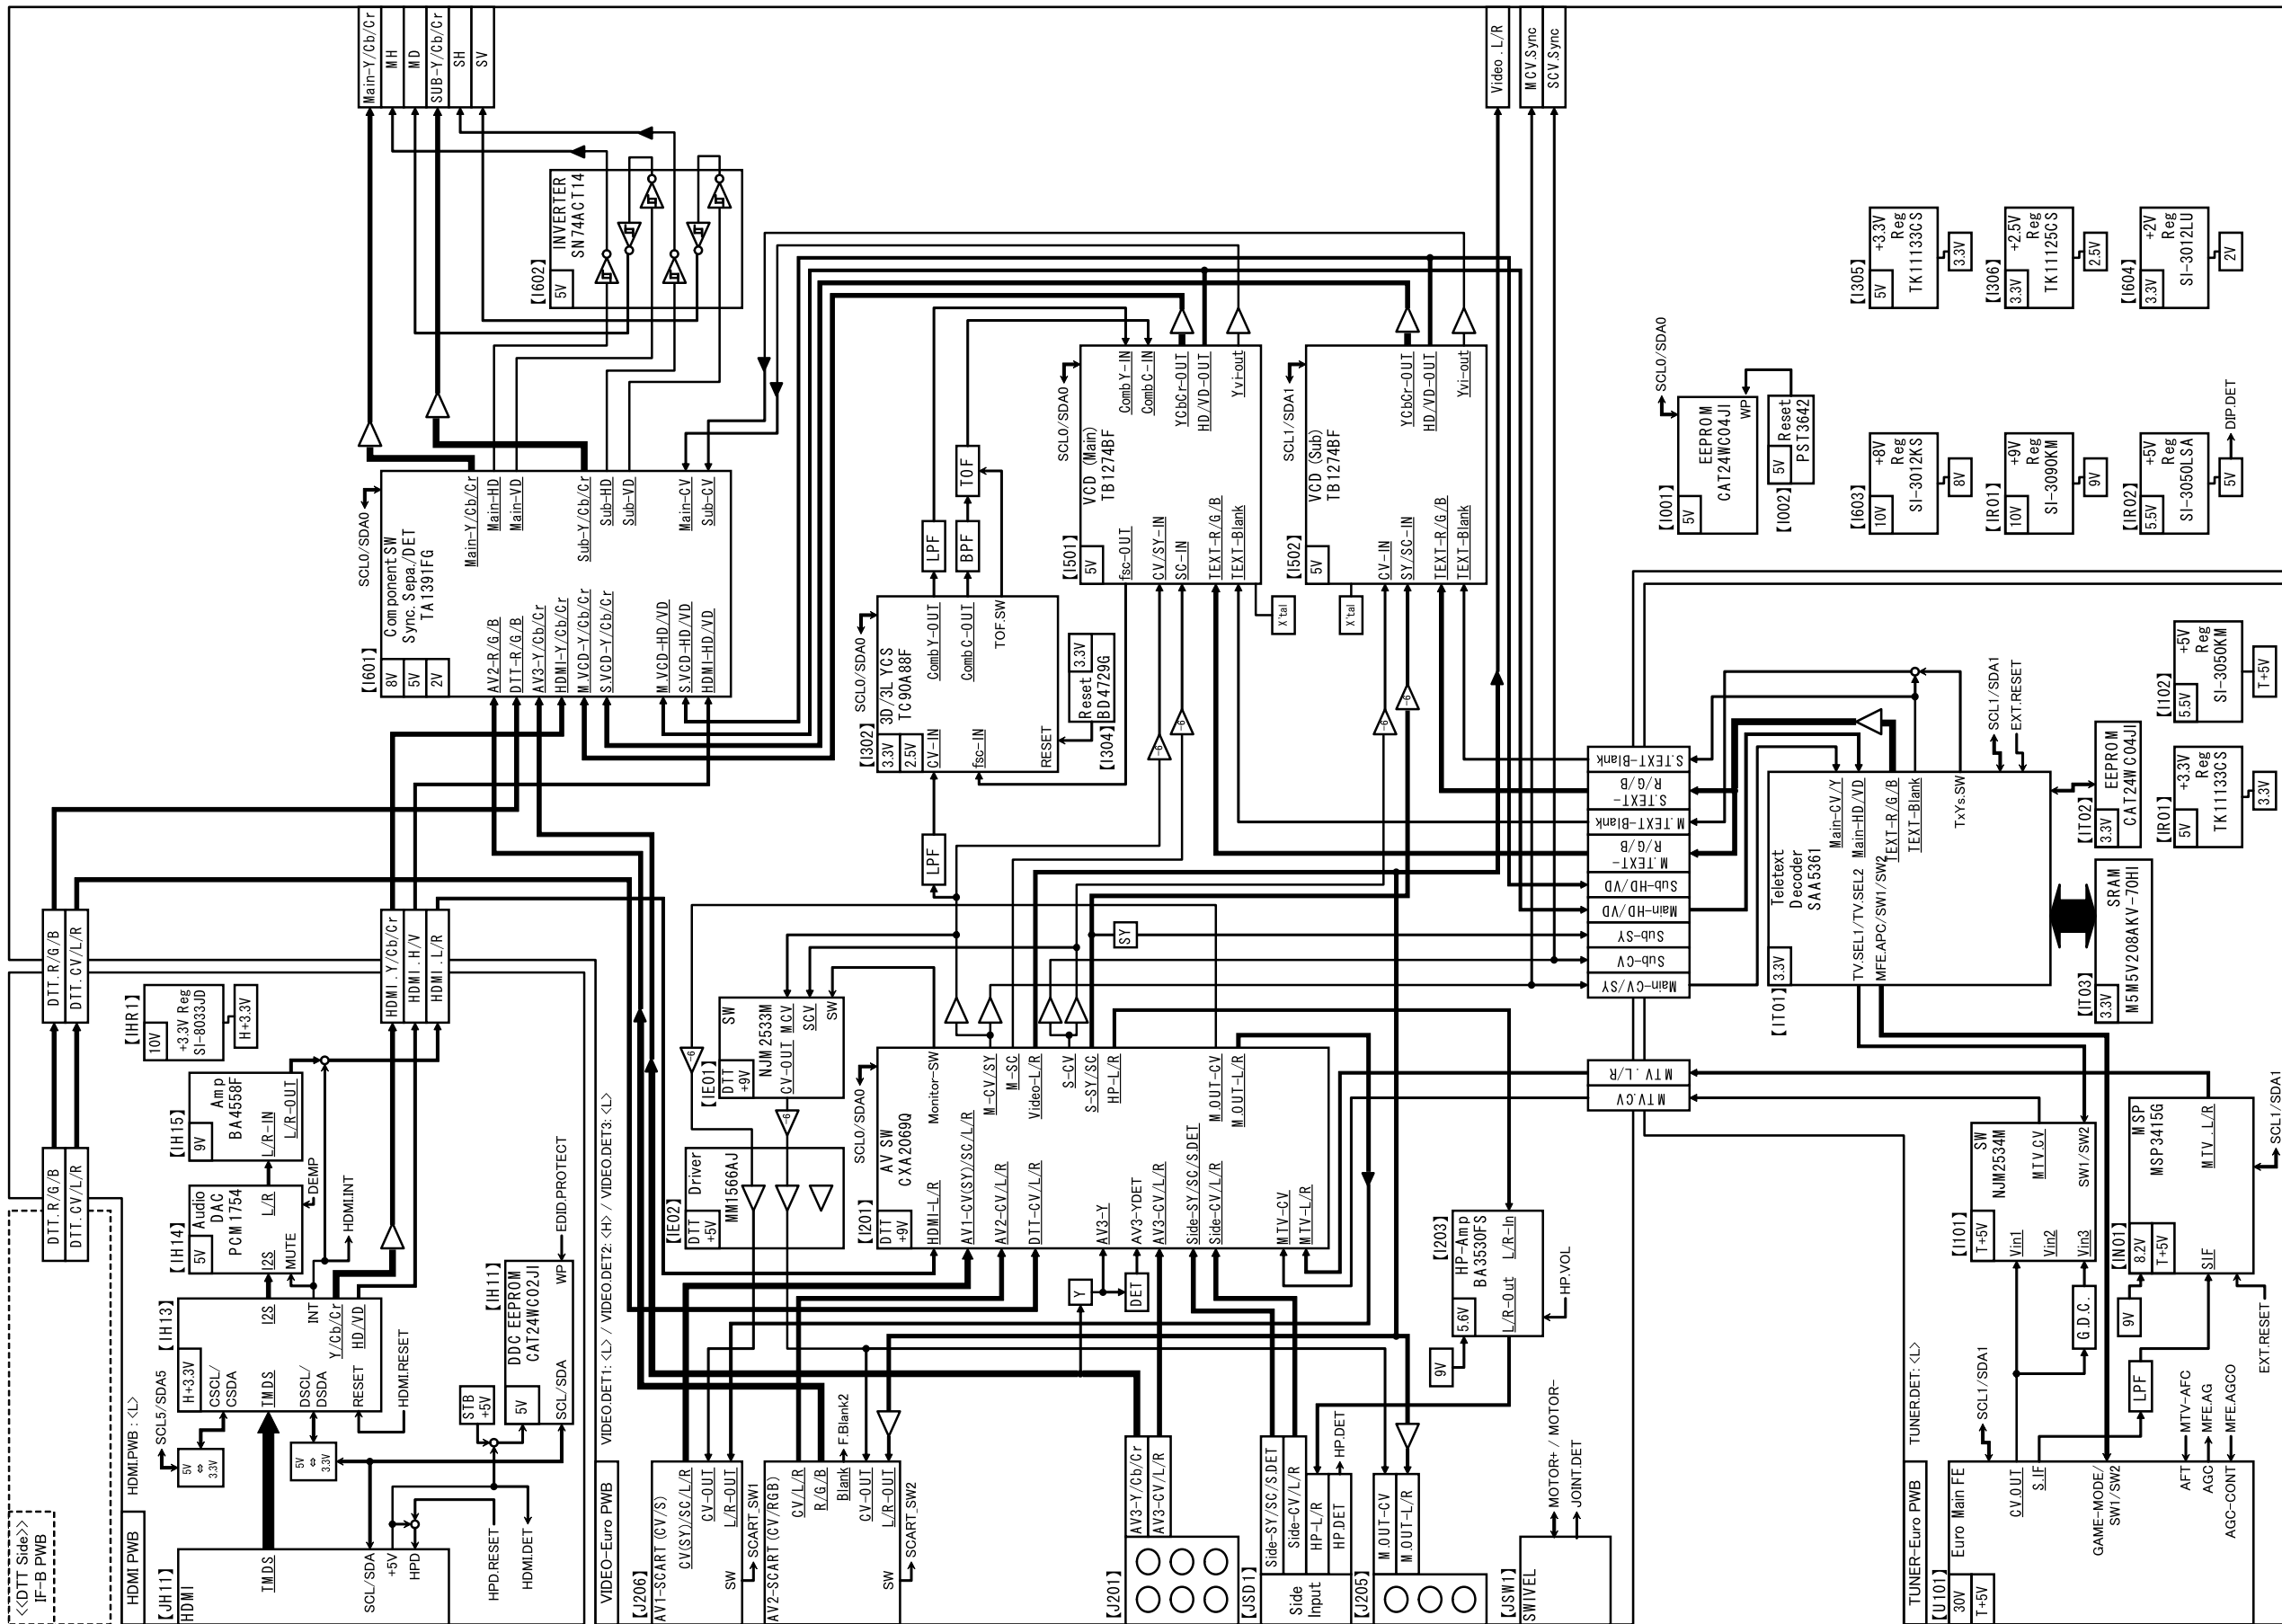 <<DTT Side>>
IF-B PWB
DTT.R/G/B
DTT.CV/L/R
DTT.R/G/B
DTT.CV/L/R
HDMI PWB
HDMI.PWB : <L>
【JH11】
HDMI
TMDS
SCL/SDA
+5V
HPD
HPD.RESET
HDMI.DET
SCL5/SDA5
5V
⇔
3.3V
5V
⇔
3.3V
【IH13】
H+3.3V
CSCL/
CSDA
TMDS
DSCL/
DSDA
RESET
I2S
INT
Y/Cb/Cr
HD/VD
HDMI.RESET
HDMI.INT
【IH14】
5V
Audio
DAC
PCM1754
I2S
L/R
MUTE
DEMP
【IH15】
9V
Amp
BA4558F
L/R-IN
L/R-OUT
【IHR1】
10V
+3.3V Reg
SI-8033JD
H+3.3V
【IH11】
DDC EEPROM
CAT24WC02JI
5V
WP
SCL/SDA
STB
+5V
EDID.PROTECT
HDMI.Y/Cb/Cr
HDMI.H/V
HDMI.L/R
VIDEO-Euro PWB
VIDEO.DET1: <L> / VIDEO.DET2: <H> / VIDEO.DET3: <L>
【J206】
AV1-SCART(CV/S)
CV(SY)/SC/L/R
CV-OUT
L/R-OUT
SW
SCART_SW1
AV2-SCART(CV/RGB)
CV/L/R
R/G/B
Blank
F.Blank2
CV-OUT
L/R-OUT
SW
SCART_SW2
【J201】
AV3-Y/Cb/Cr
AV3-CV/L/R
【JSD1】
Side
Input
Side-SY/SC/S.DET
Side-CV/L/R
HP-L/R
HP.DET
HP.DET
【J205】
M.OUT-CV
M.OUT-L/R
【JSW1】
SWIVEL
MOTOR+ / MOTOR-
JOINT.DET
【IE01】
DTT
+9V
SW
NJM2533M
CV-OUT
MCV
SCV
SW
-6
-6
【IE02】
DTT
+5V
Driver
MM1566AJ
【I201】
DTT
+9V
AV SW
CXA2069Q
SCL0/SDA0
HDMI-L/R
AV1-CV(SY)/SC/L/R
AV2-CV/L/R
DTT-CV/L/R
AV3-Y
AV3-YDET
AV3-CV/L/R
Side-SY/SC/S.DET
Side-CV/L/R
MTV-CV
MTV-L/R
Monitor-SW
M-CV/SY
M-SC
Video-L/R
S-CV
S-SY/SC
HP-L/R
M.OUT-CV
M.OUT-L/R
Y
DET
【I203】
5.6V
HP-Amp
BA3530FS
L/R-Out
L/R-In
9V
HP.VOL
SY
LPF
【I601】
8V
5V
2V
Component.SW
Sync.Sepa./DET
TA1391FG
SCL0/SDA0
AV2-R/G/B
DTT-R/G/B
AV3-Y/Cb/Cr
HDMI-Y/Cb/Cr
M.VCD-Y/Cb/Cr
S.VCD-Y/Cb/Cr
M.VCD-HD/VD
S.VCD-HD/VD
HDMI-HD/VD
Main-Y/Cb/Cr
Main-HD
Main-VD
Sub-Y/Cb/Cr
Sub-HD
Sub-VD
Main-CV
Sub-CV
【I602】
5V
INVERTER
SN74ACT14
Main-Y/Cb/Cr
MH
MD
SUB-Y/Cb/Cr
SH
SV
【I302】
3.3V
2.5V
3D/3L YCS
TC90A88F
SCL0/SDA0
CV-IN
fsc-IN
RESET
Comb Y-OUT
Comb C-OUT
TOF.SW
【I304】
Reset
BD4729G
3.3V
LPF
BPF
TOF
【I501】
5V
VCD (Main)
TB1274BF
SCL0/SDA0
fsc-OUT
CV/SY-IN
SC-IN
TEXT-R/G/B
TEXT-Blank
Comb Y-IN
Comb C-IN
YCbCr-OUT
HD/VD-OUT
Yvi-out
X'tal
【I502】
5V
VCD (Sub)
TB1274BF
SCL1/SDA1
CV-IN
SY/SC-IN
TEXT-R/G/B
TEXT-Blank
YCbCr-OUT
HD/VD-OUT
Yvi-out
X'tal
-6
-6
-6
-6
Video.L/R
MCV.Sync
SCV.Sync
S.TEXT-Blank
S.TEXT-
R/G/B
M.TEXT-Blank
M.TEXT-
R/G/B
Sub-HD/VD
Main-HD/VD
Sub-SY
Sub-CV
Main-CV/SY
MTV.L/R
MTV.CV
【I001】
5V
EEPROM
CAT24WC04JI
WP
SCL0/SDA0
【I002】
5V
Reset
PST3642
【I305】
5V
+3.3V
Reg
TK11133CS
3.3V
【I306】
3.3V
+2.5V
Reg
TK11125CS
2.5V
【I604】
3.3V
+2V
Reg
SI-3012LU
2V
【I603】
10V
+8V
Reg
SI-3012KS
8V
【IR01】
10V
+9V
Reg
SI-3090KM
9V
【IR02】
5.5V
+5V
Reg
SI-3050LSA
5V
DIP.DET
TUNER-Euro PWB
TUNER.DET: <L>
【U101】
30V
T+5V
Euro Main FE
SCL1/SDA1
CV.OUT
S.IF
GAME-MODE/
SW1/SW2
AFT
AGC
AGC-CONT
MTV-AFC
MFE.AG
MFE.AGCO
G.D.C.
LPF
9V
EXT.RESET
【I101】
T+5V
SW
NJM2534M
Vin1
Vin2
Vin3
MTV.CV
SW1/SW2
【IN01】
8.2V
T+5V
MSP
MSP3415G
SIF
MTV.L/R
SCL1/SDA1
【IT01】
3.3V
Teletext
Decoder
SAA5361
TV.SEL1/TV.SEL2
MFE.APC/SW1/SW2
Main-CV/Y
Main-HD/VD
TEXT-R/G/B
TEXT-Blank
TxYs.SW
SCL1/SDA1
EXT.RESET
【IT02】
3.3V
EEPROM
CAT24WC04JI
【IT03】
3.3V
SRAM
M5M5V208AKV-70HI
【I102】
5.5V
+5V
Reg
SI-3050KM
T+5V
【IR01】
5V
+3.3V
Reg
TK11133CS
3.3V